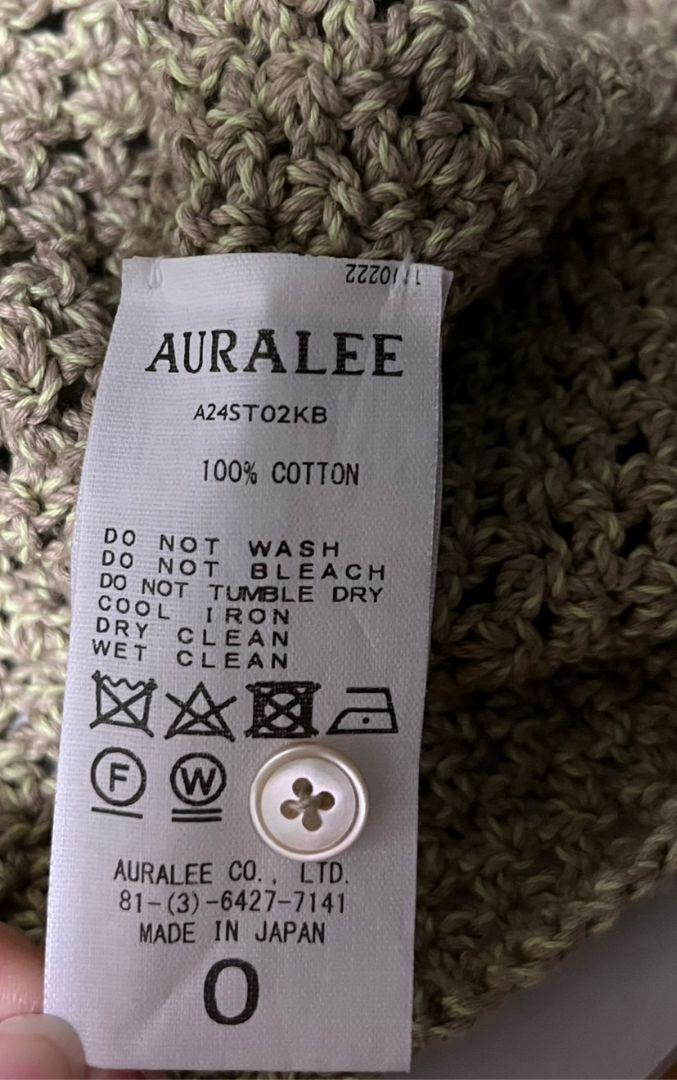 AURALEE
A24ST02KB
100% COTTON
DO NOT WASH
DO NOT BLEACH
DO NOT TUMBLE DRY
COOL IRON
DRY CLEAN
WET CLEAN
F W
AURALEE CO., LTD.
81-(3)-6427-7141
MADE IN JAPAN
0